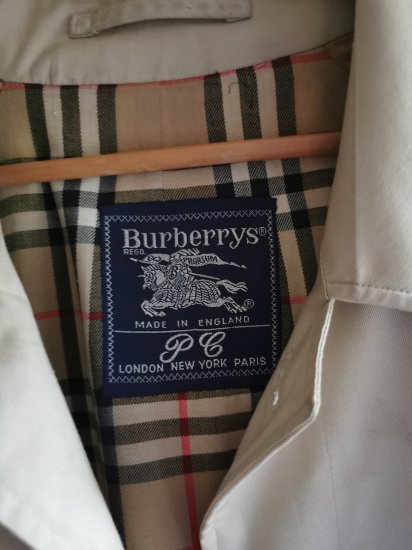 Burberrys®
REGD
PRORSUM
®
MADE IN ENGLAND
PC
LONDON NEW YORK PARIS